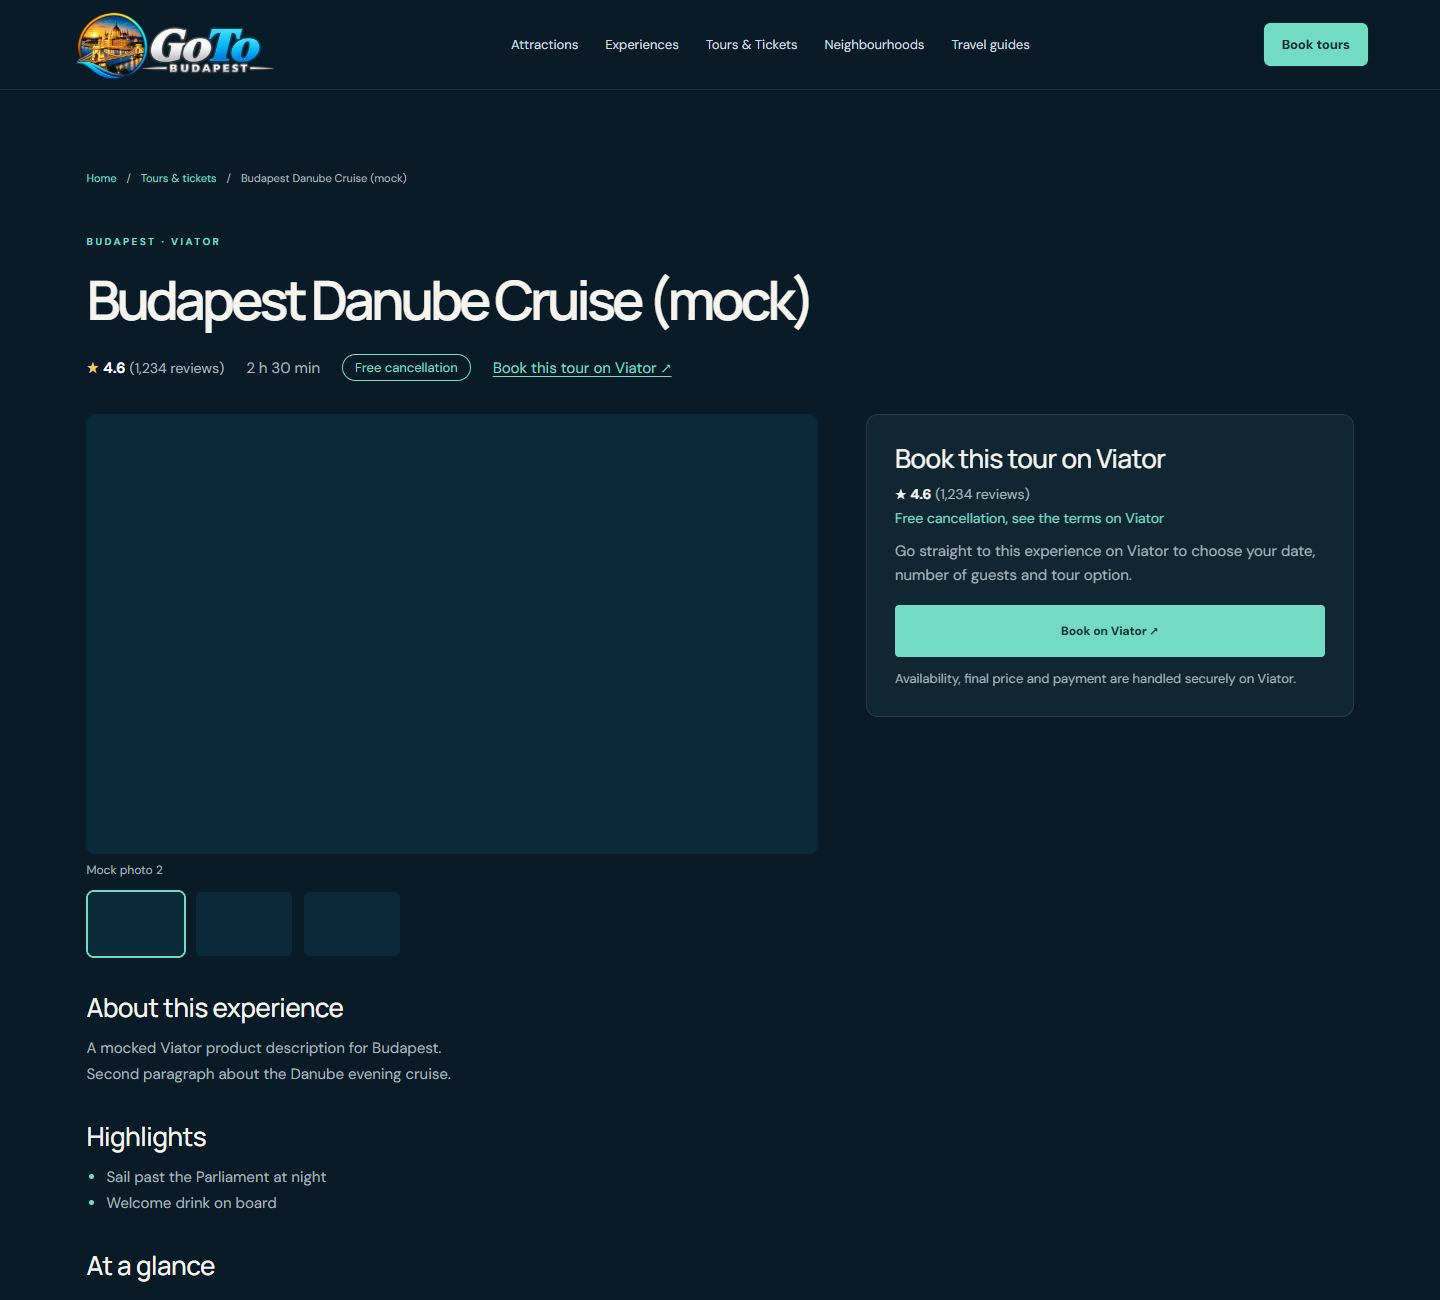 GoTo
BUDAPEST
Attractions
Experiences
Tours & Tickets
Neighbourhoods
Travel guides
Book tours
Home / Tours & tickets / Budapest Danube Cruise (mock)
BUDAPEST · VIATOR
Budapest Danube Cruise (mock)
★ 4.6 (1,234 reviews)
2 h 30 min
Free cancellation
Book this tour on Viator ↗
Mock photo 2
Book this tour on Viator
★ 4.6 (1,234 reviews)
Free cancellation, see the terms on Viator
Go straight to this experience on Viator to choose your date,
number of guests and tour option.
Book on Viator ↗
Availability, final price and payment are handled securely on Viator.
About this experience
A mocked Viator product description for Budapest.
Second paragraph about the Danube evening cruise.
Highlights
• Sail past the Parliament at night
• Welcome drink on board
At a glance